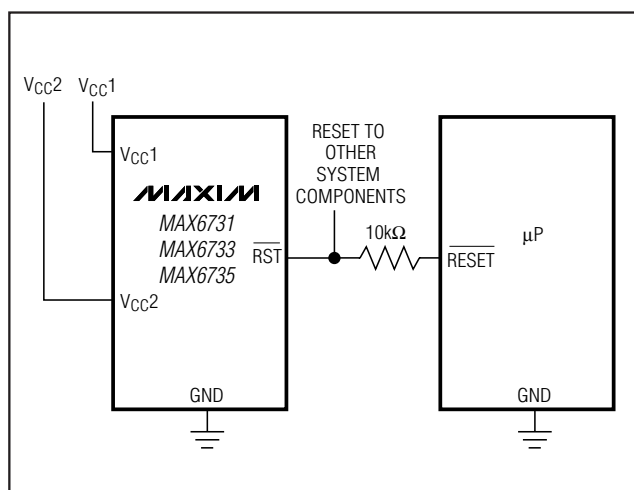 VCC2 VCC1
VCC1
MAXIM
MAX6731
MAX6733
MAX6735
RST
VCC2
GND
RESET TO
OTHER
SYSTEM
COMPONENTS
10kΩ
RESET
µP
GND